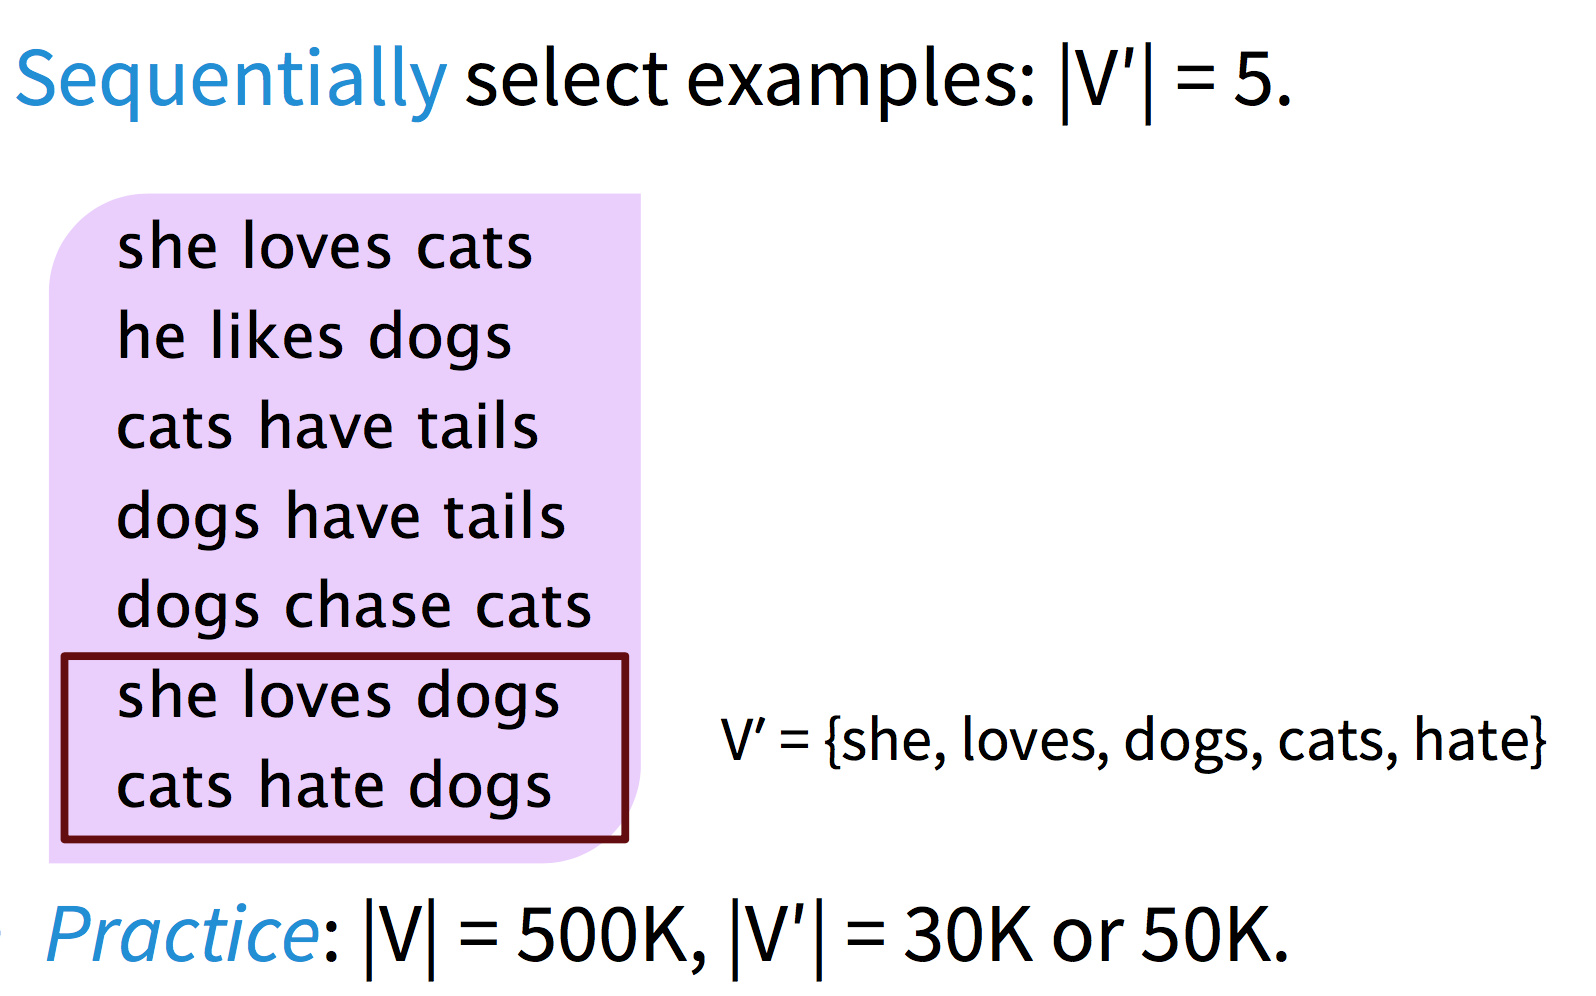 Sequentially select examples: |V′| = 5.
she loves cats
he likes dogs
cats have tails
dogs have tails
dogs chase cats
she loves dogs
cats hate dogs
V′ = {she, loves, dogs, cats, hate}
Practice: |V| = 500K, |V′| = 30K or 50K.